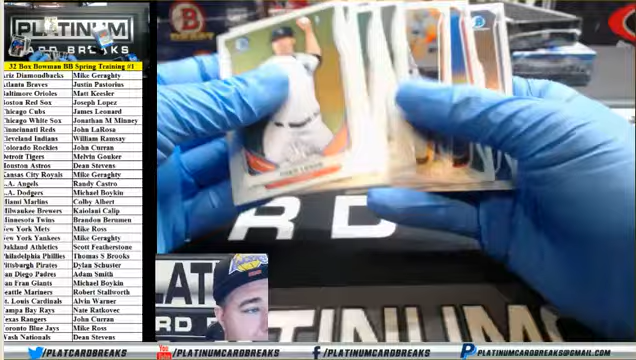 PLATINUM
CARD BREAKS
32 Box Bowman BB Spring Training #1
Ariz Diamondbacks Mike Geraghty
Atlanta Braves Justin Pastorius
Baltimore Orioles Matt Keesler
Boston Red Sox Joseph Lopez
Chicago Cubs James Leonard
Chicago White Sox Jonathan M Minney
Cincinnati Reds John LaRosa
Cleveland Indians William Ramsay
Colorado Rockies John Curran
Detroit Tigers Melvin Gouker
Houston Astros Dean Stevens
Kansas City Royals Mike Geraghty
L.A. Angels Randy Castro
L.A. Dodgers Michael Boykin
Miami Marlins Colby Albert
Milwaukee Brewers Kaiolani Calip
Minnesota Twins Brandon Berumen
New York Mets Mike Ross
New York Yankees Mike Geraghty
Oakland Athletics Scott Featherstone
Philadelphia Phillies Thomas S Brooks
Pittsburgh Pirates Dylan Schuster
San Diego Padres Adam Smith
San Fran Giants Michael Boykin
Seattle Mariners Robert Stallworth
St. Louis Cardinals Alvin Warner
Tampa Bay Rays Nate Ratkover
Texas Rangers John Curran
Toronto Blue Jays Mike Ross
Wash Nationals Dean Stevens
/PLATCARDBREAKS
/PLATINUMCARDBREAKS
/PLATINUMCARDBREAKS
PLATINUMCARDBREAKS@GMAIL.COM